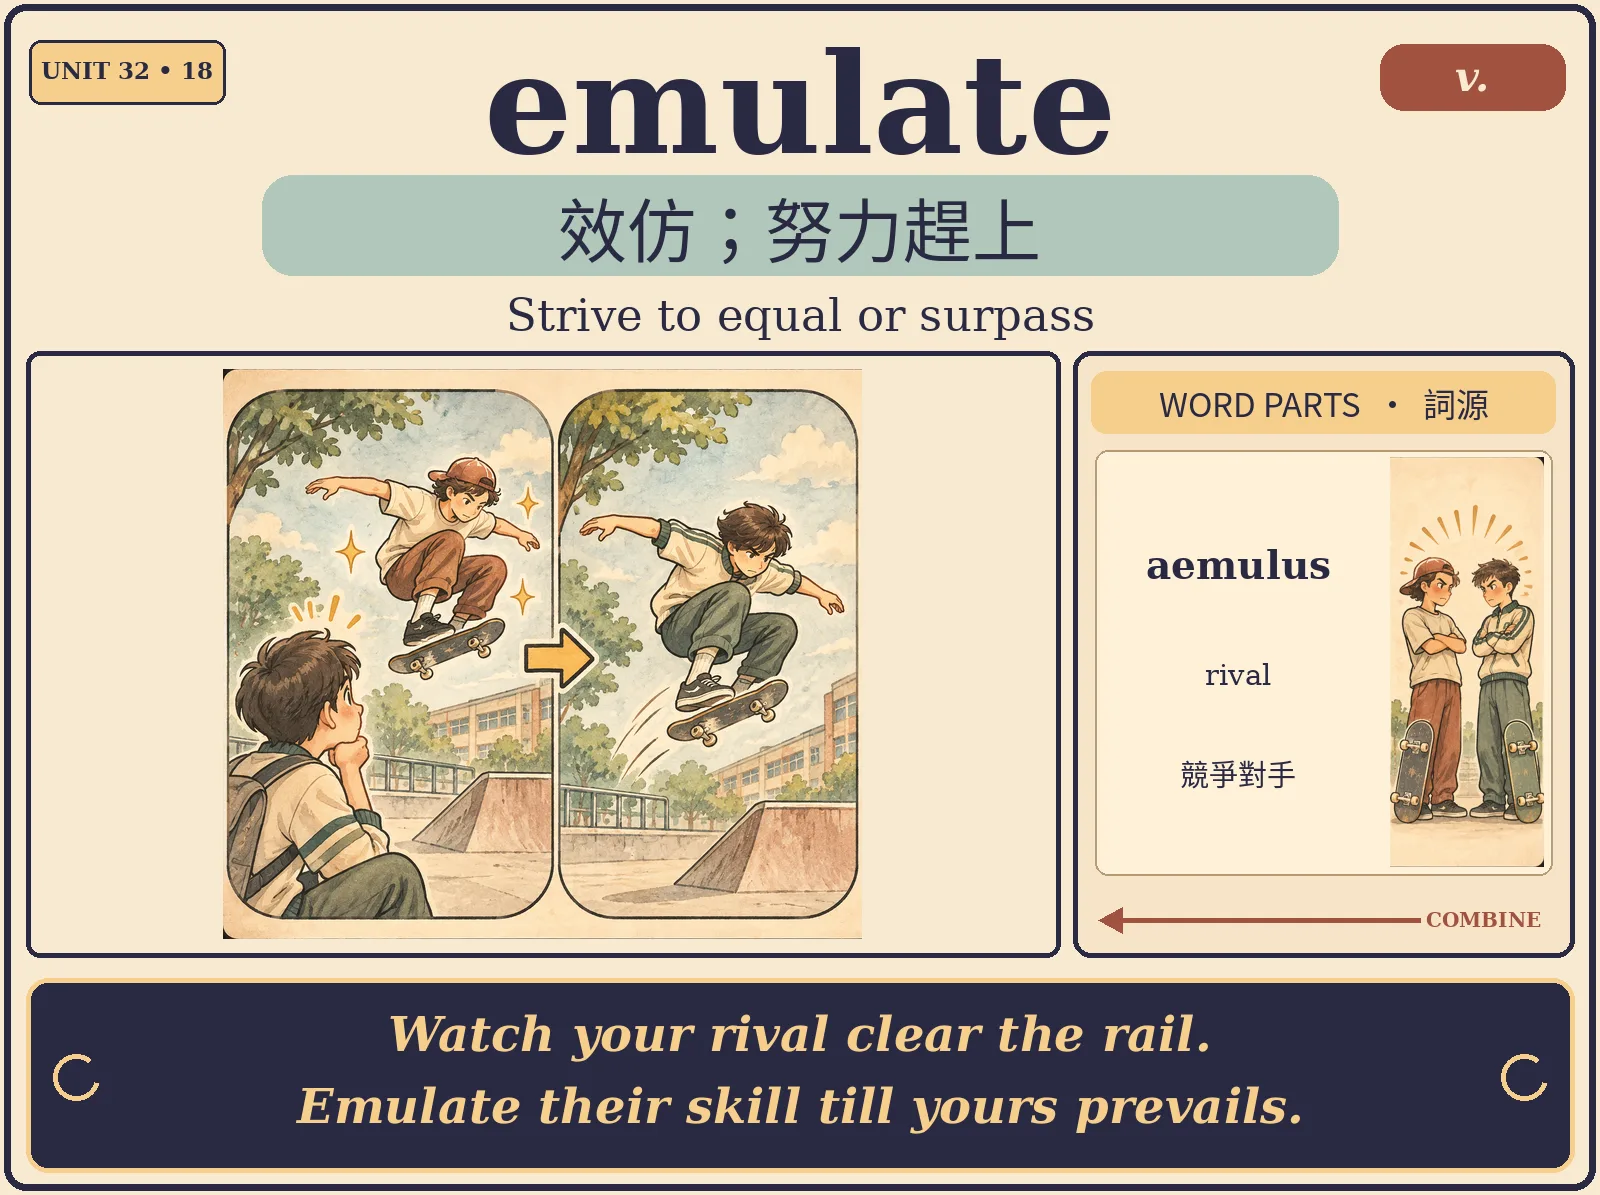 UNIT 32 • 18
emulate
v.
效仿；努力趕上
Strive to equal or surpass
WORD PARTS • 詞源
aemulus
rival
競爭對手
COMBINE
Watch your rival clear the rail.
Emulate their skill till yours prevails.